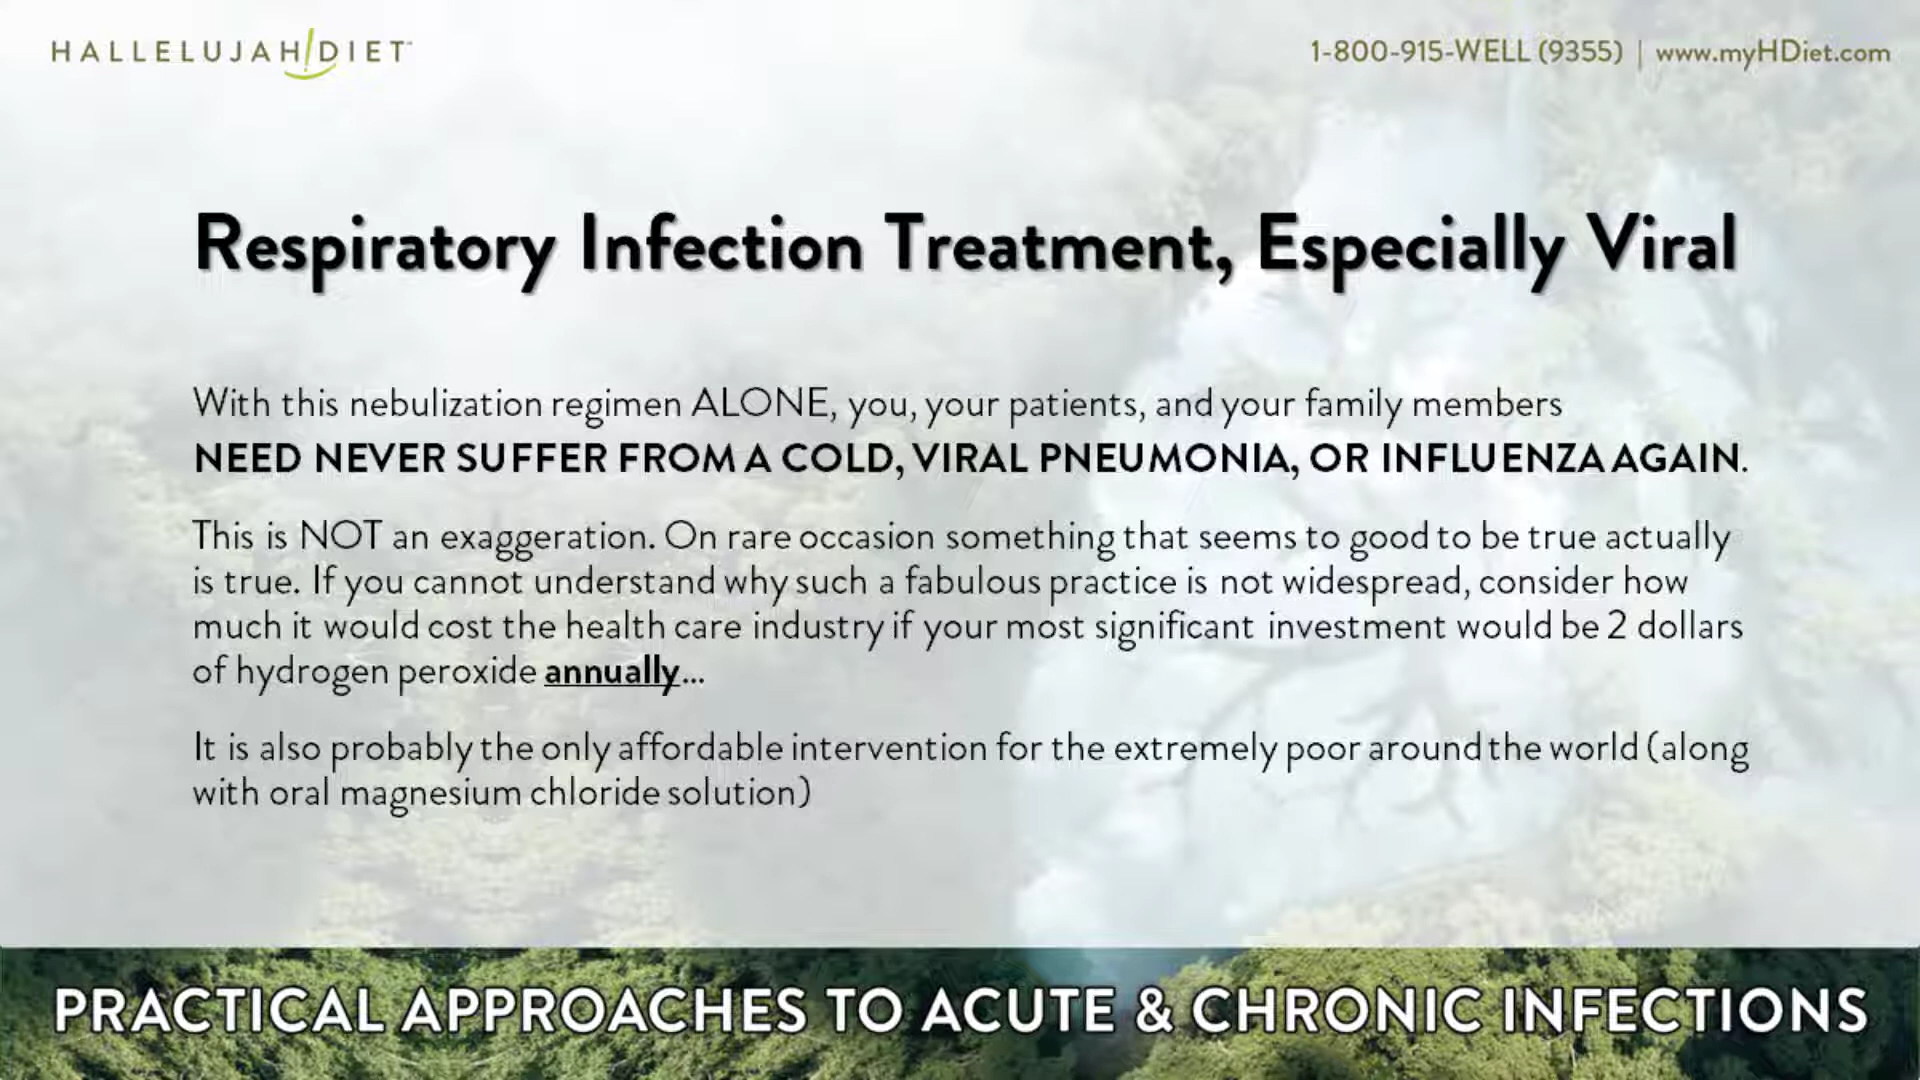 HALLELUJAH DIET™
1-800-915-WELL (9355) | www.myHDiet.com
Respiratory Infection Treatment, Especially Viral
With this nebulization regimen ALONE, you, your patients, and your family members
NEED NEVER SUFFER FROM A COLD, VIRAL PNEUMONIA, OR INFLUENZA AGAIN.
This is NOT an exaggeration. On rare occasion something that seems to good to be true actually
is true. If you cannot understand why such a fabulous practice is not widespread, consider how
much it would cost the health care industry if your most significant investment would be 2 dollars
of hydrogen peroxide annually...
It is also probably the only affordable intervention for the extremely poor around the world (along
with oral magnesium chloride solution)
PRACTICAL APPROACHES TO ACUTE & CHRONIC INFECTIONS